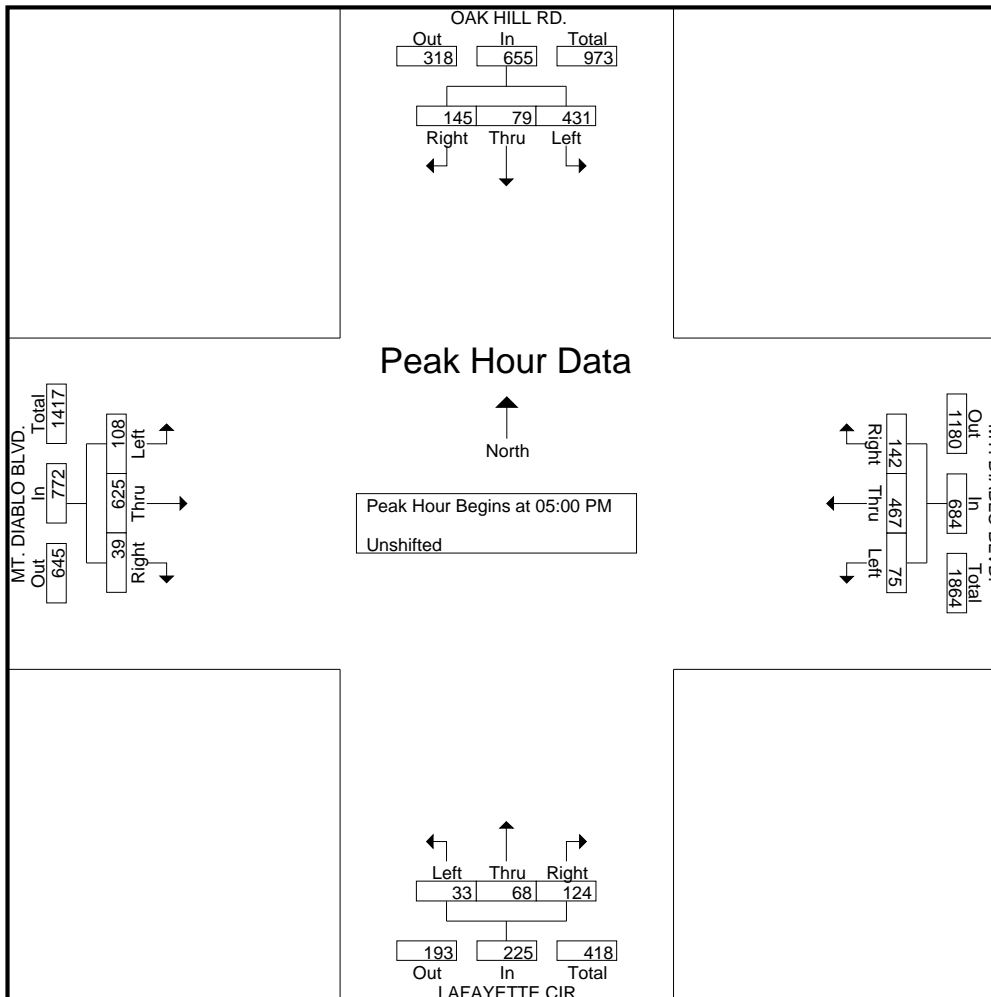 OAK HILL RD.
Out In Total
318 655 973
145 79 431
Right Thru Left
Peak Hour Data
North
Peak Hour Begins at 05:00 PM
Unshifted
MT. DIABLO BLVD.
Out In Total
645 772 1417
Right Thru Left
39 625 108
Out In Total
1180 684 1864
Right Thru Left
142 467 75
Left Thru Right
33 68 124
193 225 418
Out In Total
LAFAYETTE CIR